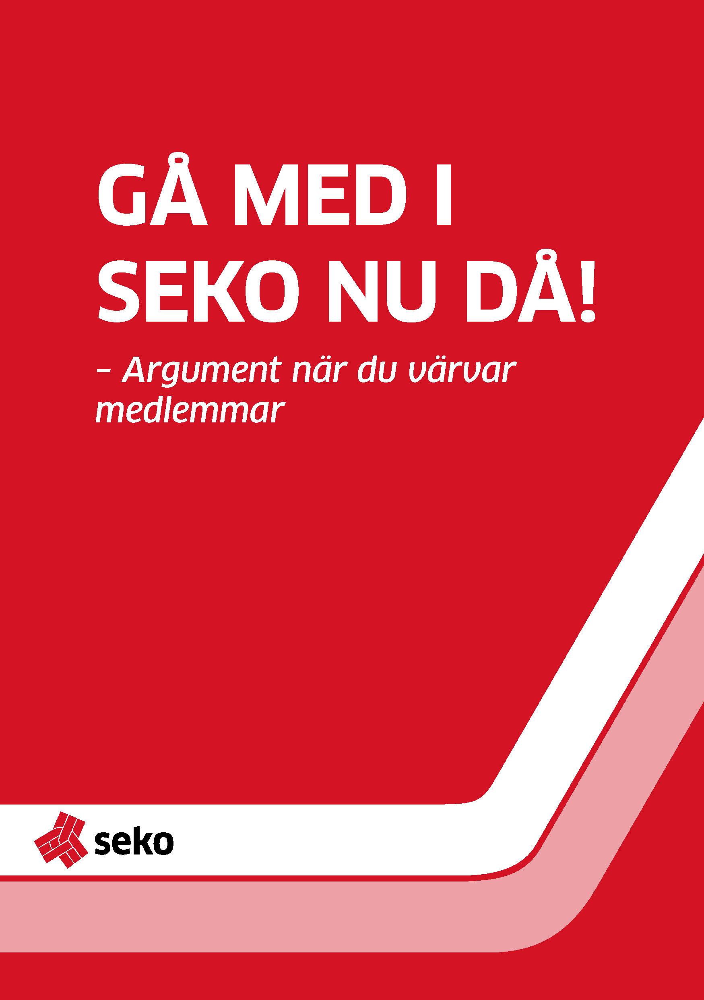 GÅ MED I
SEKO NU DÅ!
– Argument när du värvar
medlemmar
seko